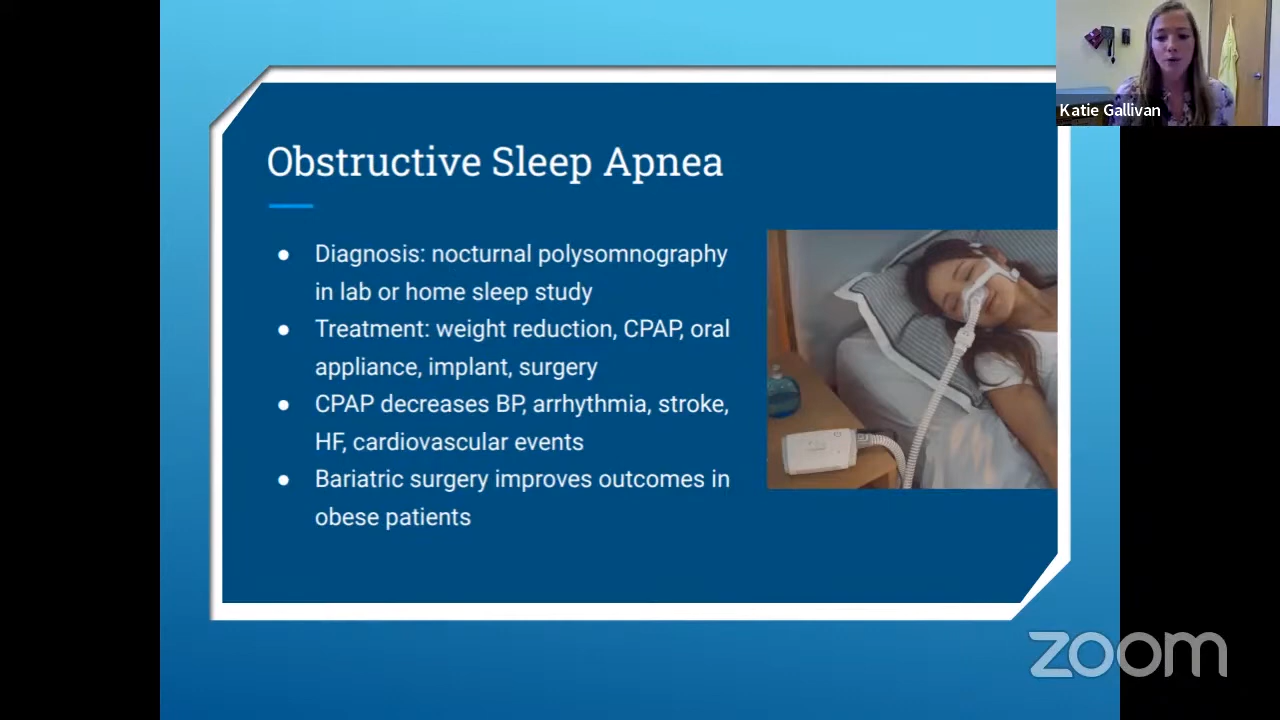 Katie Gallivan
Obstructive Sleep Apnea
● Diagnosis: nocturnal polysomnography
in lab or home sleep study
● Treatment: weight reduction, CPAP, oral
appliance, implant, surgery
● CPAP decreases BP, arrhythmia, stroke,
HF, cardiovascular events
● Bariatric surgery improves outcomes in
obese patients
zoom